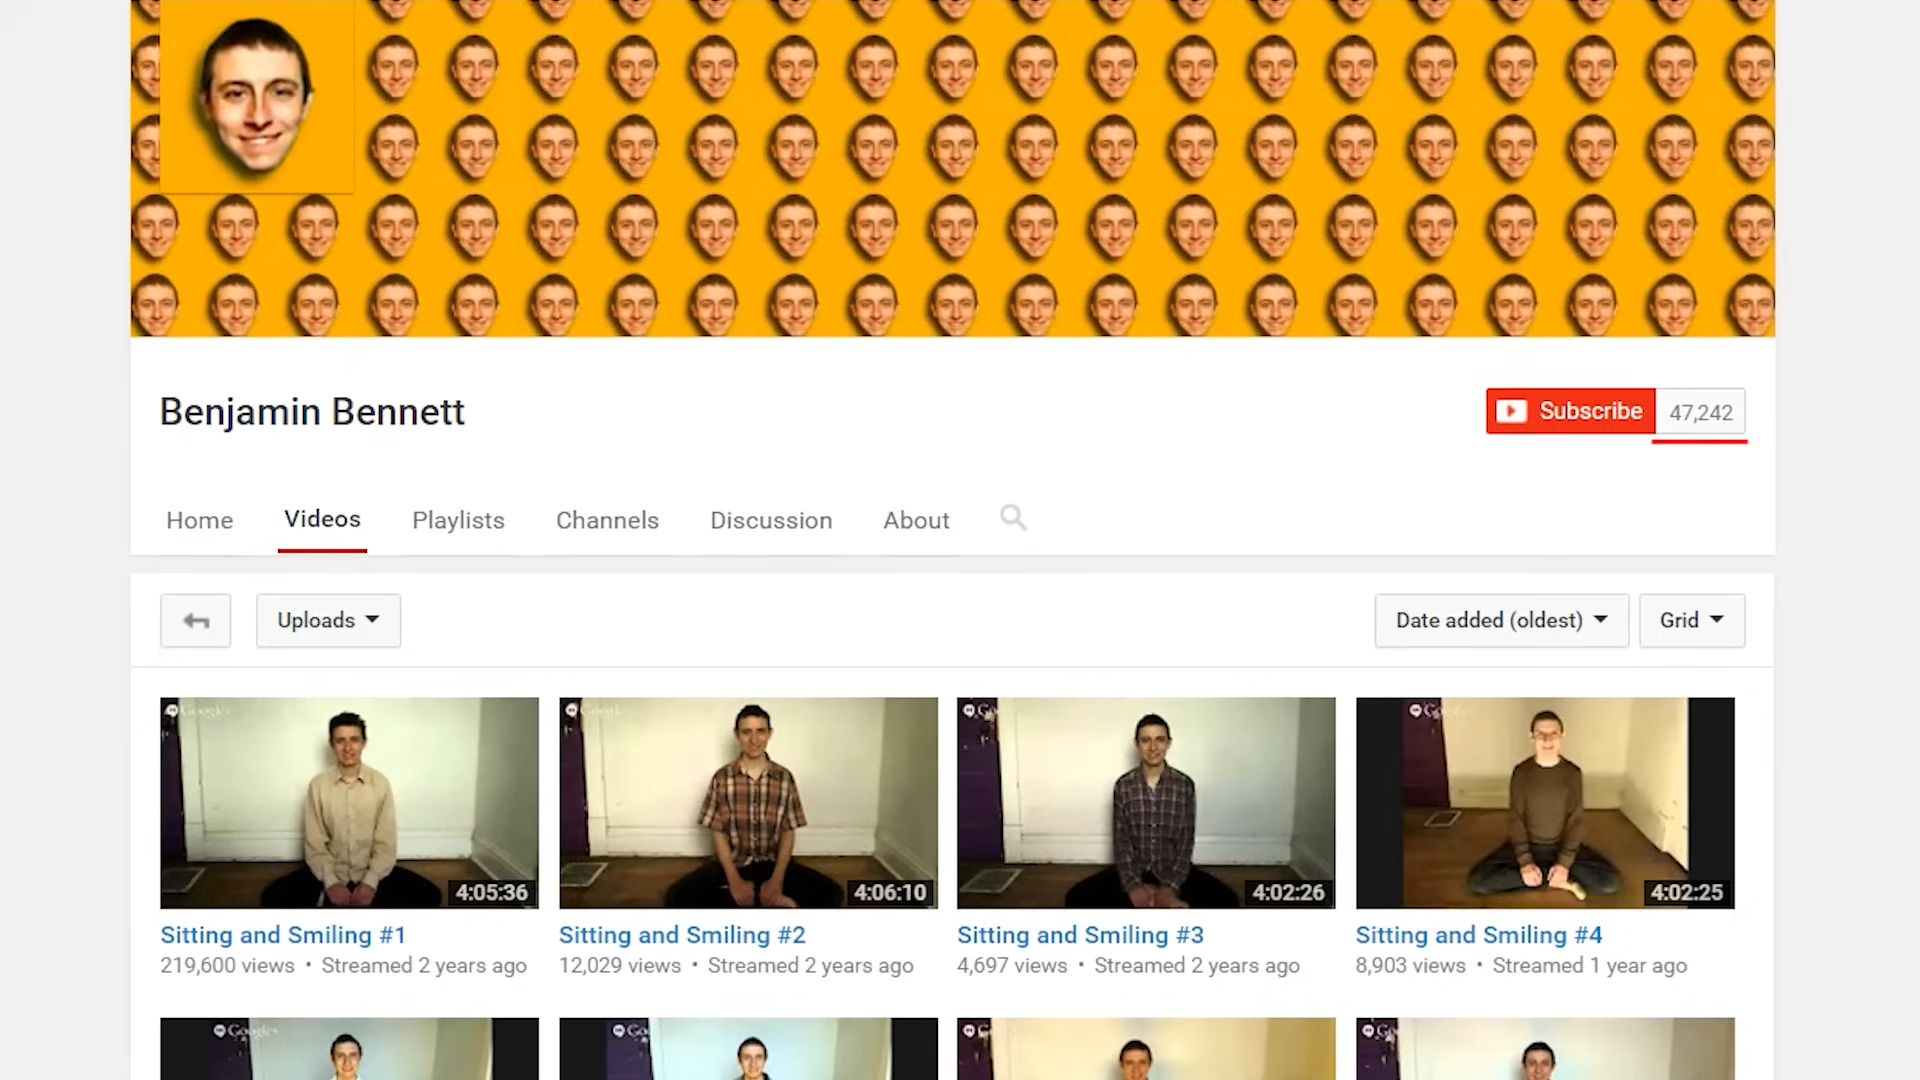 Benjamin Bennett
Subscribe 47,242
Home Videos Playlists Channels Discussion About
Uploads Date added (oldest) Grid
4:05:36 4:06:10 4:02:26 4:02:25
Sitting and Smiling #1
219,600 views • Streamed 2 years ago
Sitting and Smiling #2
12,029 views • Streamed 2 years ago
Sitting and Smiling #3
4,697 views • Streamed 2 years ago
Sitting and Smiling #4
8,903 views • Streamed 1 year ago